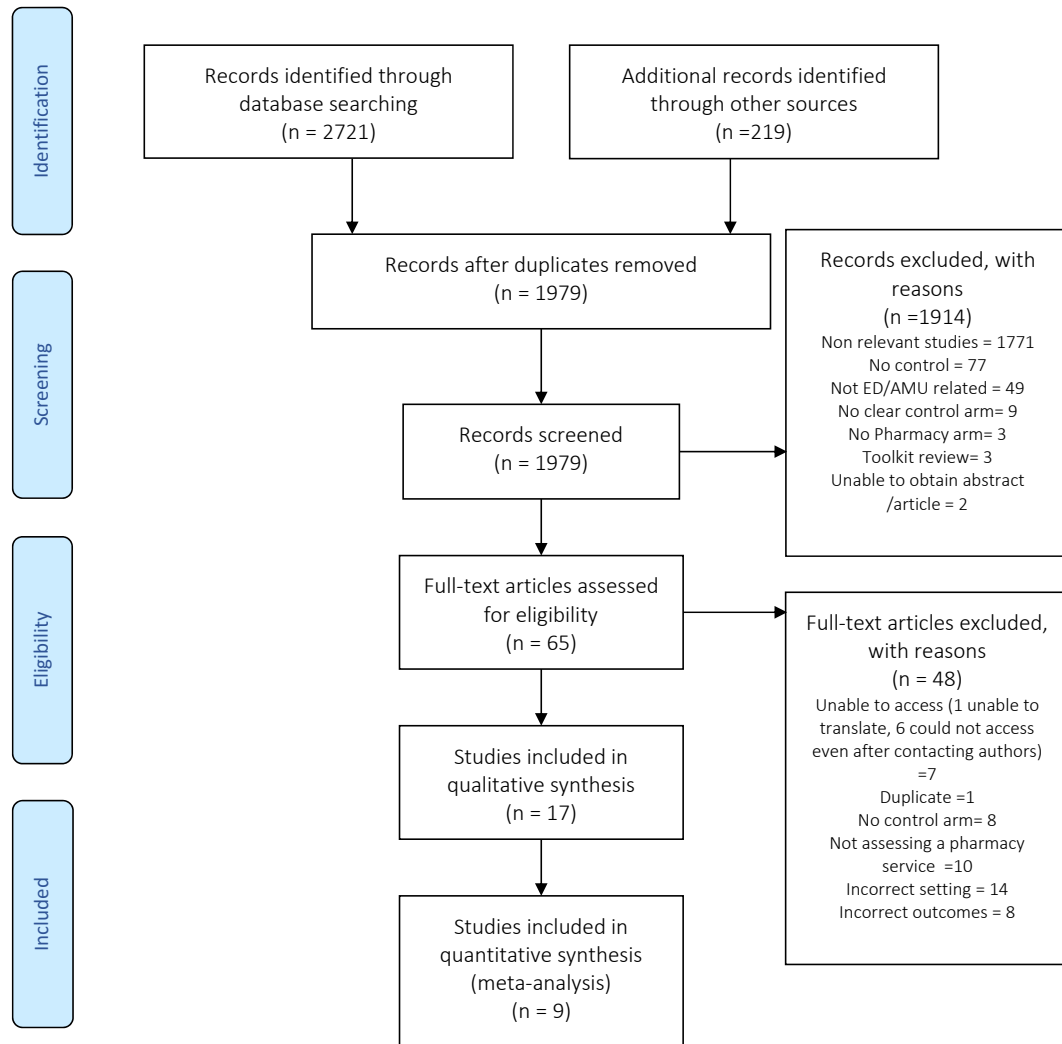 Identification
Records identified through
database searching
(n = 2721)
Additional records identified
through other sources
(n =219)
Records after duplicates removed
(n = 1979)
Screening
Records screened
(n = 1979)
Records excluded, with
reasons
(n =1914)
Non relevant studies = 1771
No control = 77
Not ED/AMU related = 49
No clear control arm= 9
No Pharmacy arm= 3
Toolkit review= 3
Unable to obtain abstract
/article = 2
Eligibility
Full-text articles assessed
for eligibility
(n = 65)
Full-text articles excluded,
with reasons
(n = 48)
Unable to access (1 unable to
translate, 6 could not access
even after contacting authors)
=7
Duplicate =1
No control arm= 8
Not assessing a pharmacy
service =10
Incorrect setting = 14
Incorrect outcomes = 8
Studies included in
qualitative synthesis
(n = 17)
Included
Studies included in
quantitative synthesis
(meta-analysis)
(n = 9)